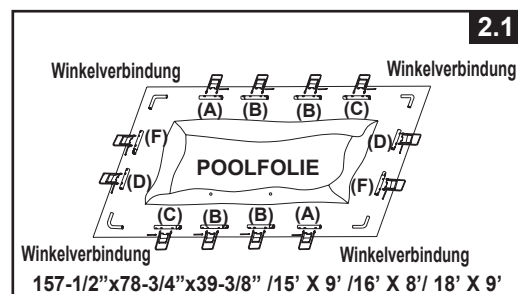 2.1
Winkelverbindung Winkelverbindung
(A) (B) (B) (C)
(F) (D)
POOLFOLIE
(D) (F)
(C) (B) (B) (A)
Winkelverbindung Winkelverbindung
157-1/2”x78-3/4”x39-3/8” /15’ X 9’ /16’ X 8’/ 18’ X 9’